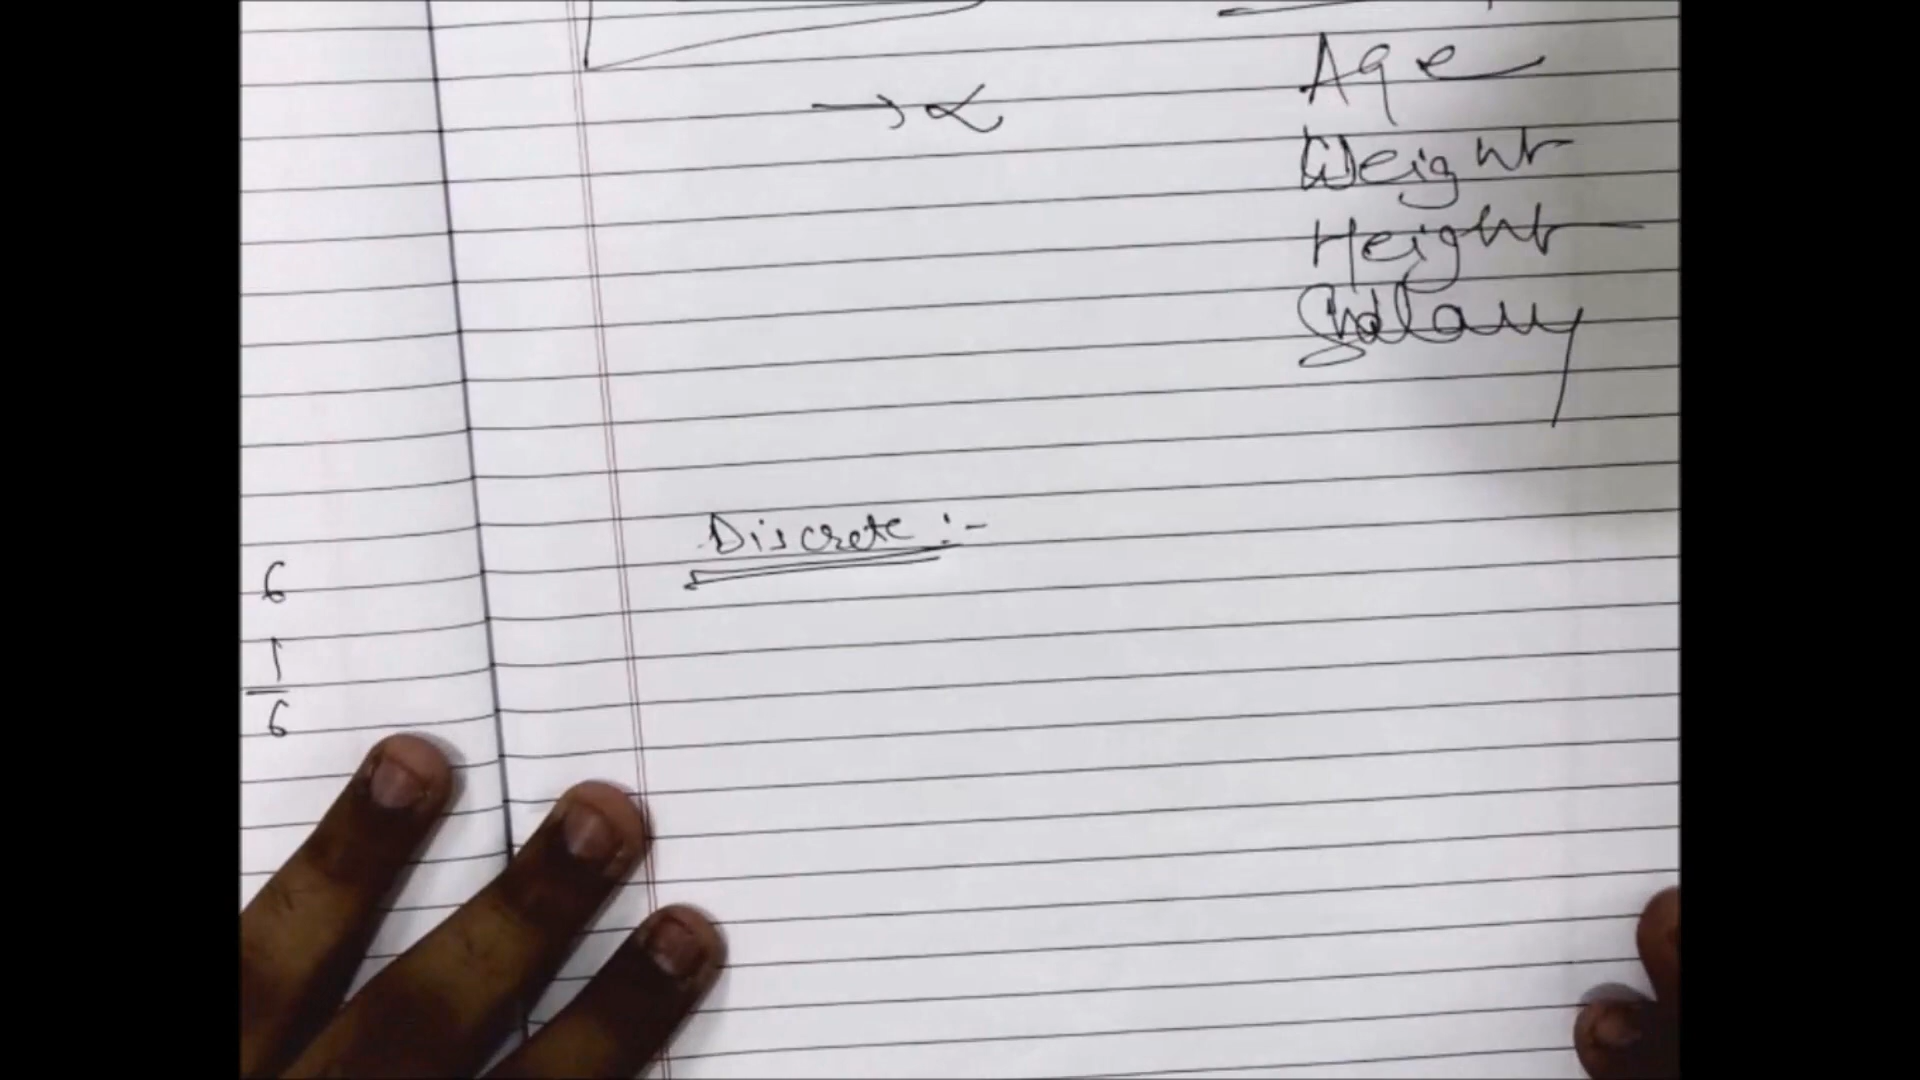 → ∝
Age
Weight
Height
Salary
Discrete :-
6
1
6